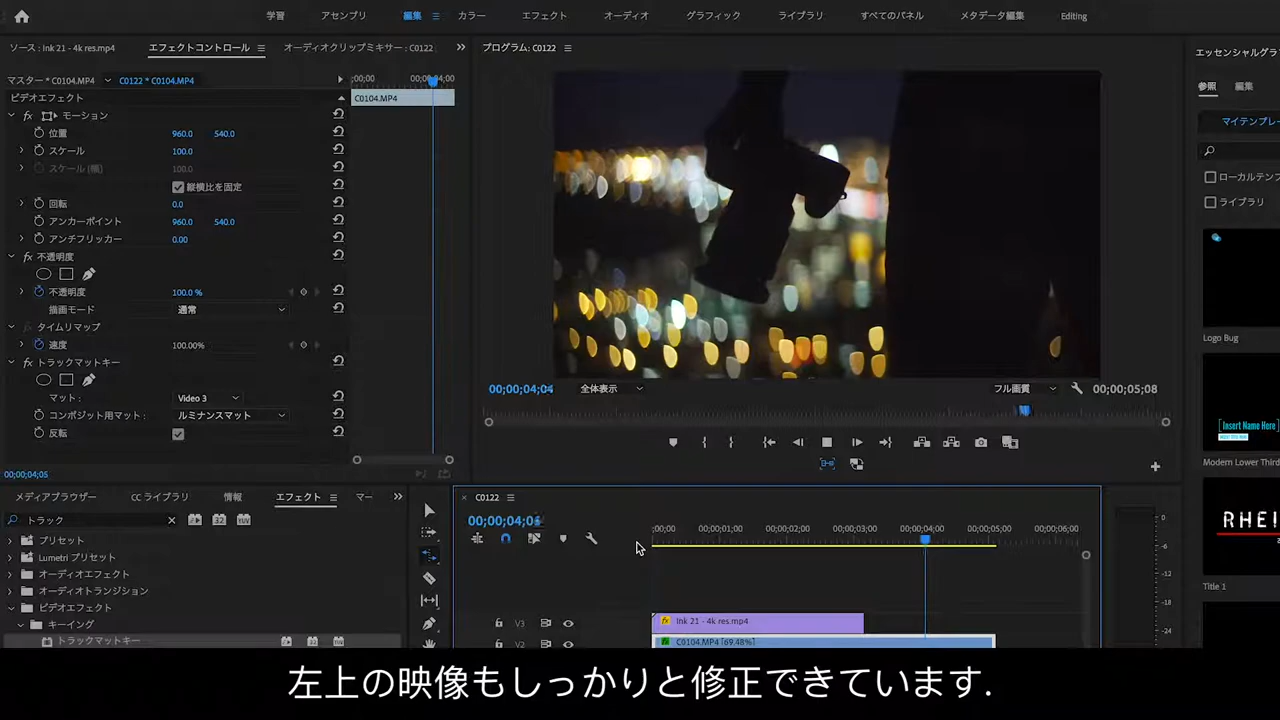 学習 アセンブリ 編集 カラー エフェクト オーディオ グラフィック ライブラリ すべてのパネル メタデータ編集 Editing
ソース : Ink 21 - 4k res.mp4 エフェクトコントロール オーディオクリップミキサー : C0122
プログラム : C0122
エッセンシャルグラ
マスター * C0104.MP4 C0122 * C0104.MP4
;00;00 00;00;04;00
ビデオエフェクト
C0104.MP4
参照 編集
fx モーション
マイテンプレー
位置 960.0 540.0
スケール 100.0
スケール (幅) 100.0
縦横比を固定
ローカルテンプ
回転 0.0
ライブラリ
アンカーポイント 960.0 540.0
アンチフリッカー 0.00
fx 不透明度
不透明度 100.0 %
描画モード 通常
タイムリマップ
Logo Bug
速度 100.00%
fx トラックマットキー
マット : Video 3
00;00;04;04 全体表示 フル画質 00;00;05;08
コンポジット用マット : ルミナンスマット
反転
[Insert Name Here]
Modern Lower Third
00;00;04;05
メディアブラウザー CC ライブラリ 情報 エフェクト マー
C0122
トラック
00;00;04;05
;00;00 00;00;01;00 00;00;02;00 00;00;03;00 00;00;04;00 00;00;05;00 00;00;06;00
RHEI
プリセット
Lumetri プリセット
オーディオエフェクト
オーディオトランジション
Title 1
ビデオエフェクト
キーイング
トラックマットキー
V3 fx Ink 21 - 4k res.mp4
V2 fx C0104.MP4 [69.48%]
0
-6
-12
-18
-24
左上の映像もしっかりと修正できています.